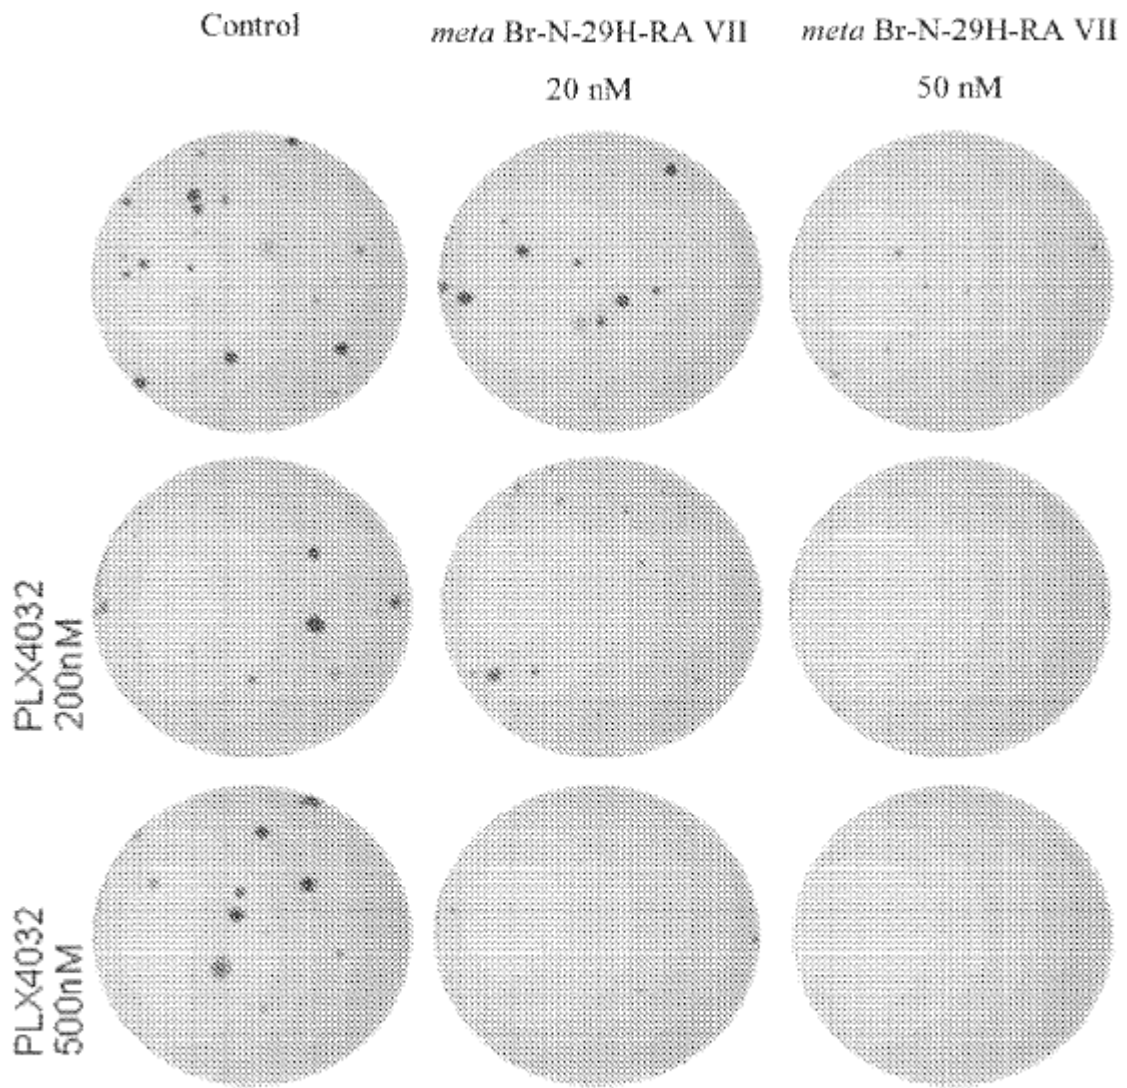 Control
meta Br-N-29H-RA VII
20 nM
meta Br-N-29H-RA VII
50 nM
PLX4032
200nM
PLX4032
500nM